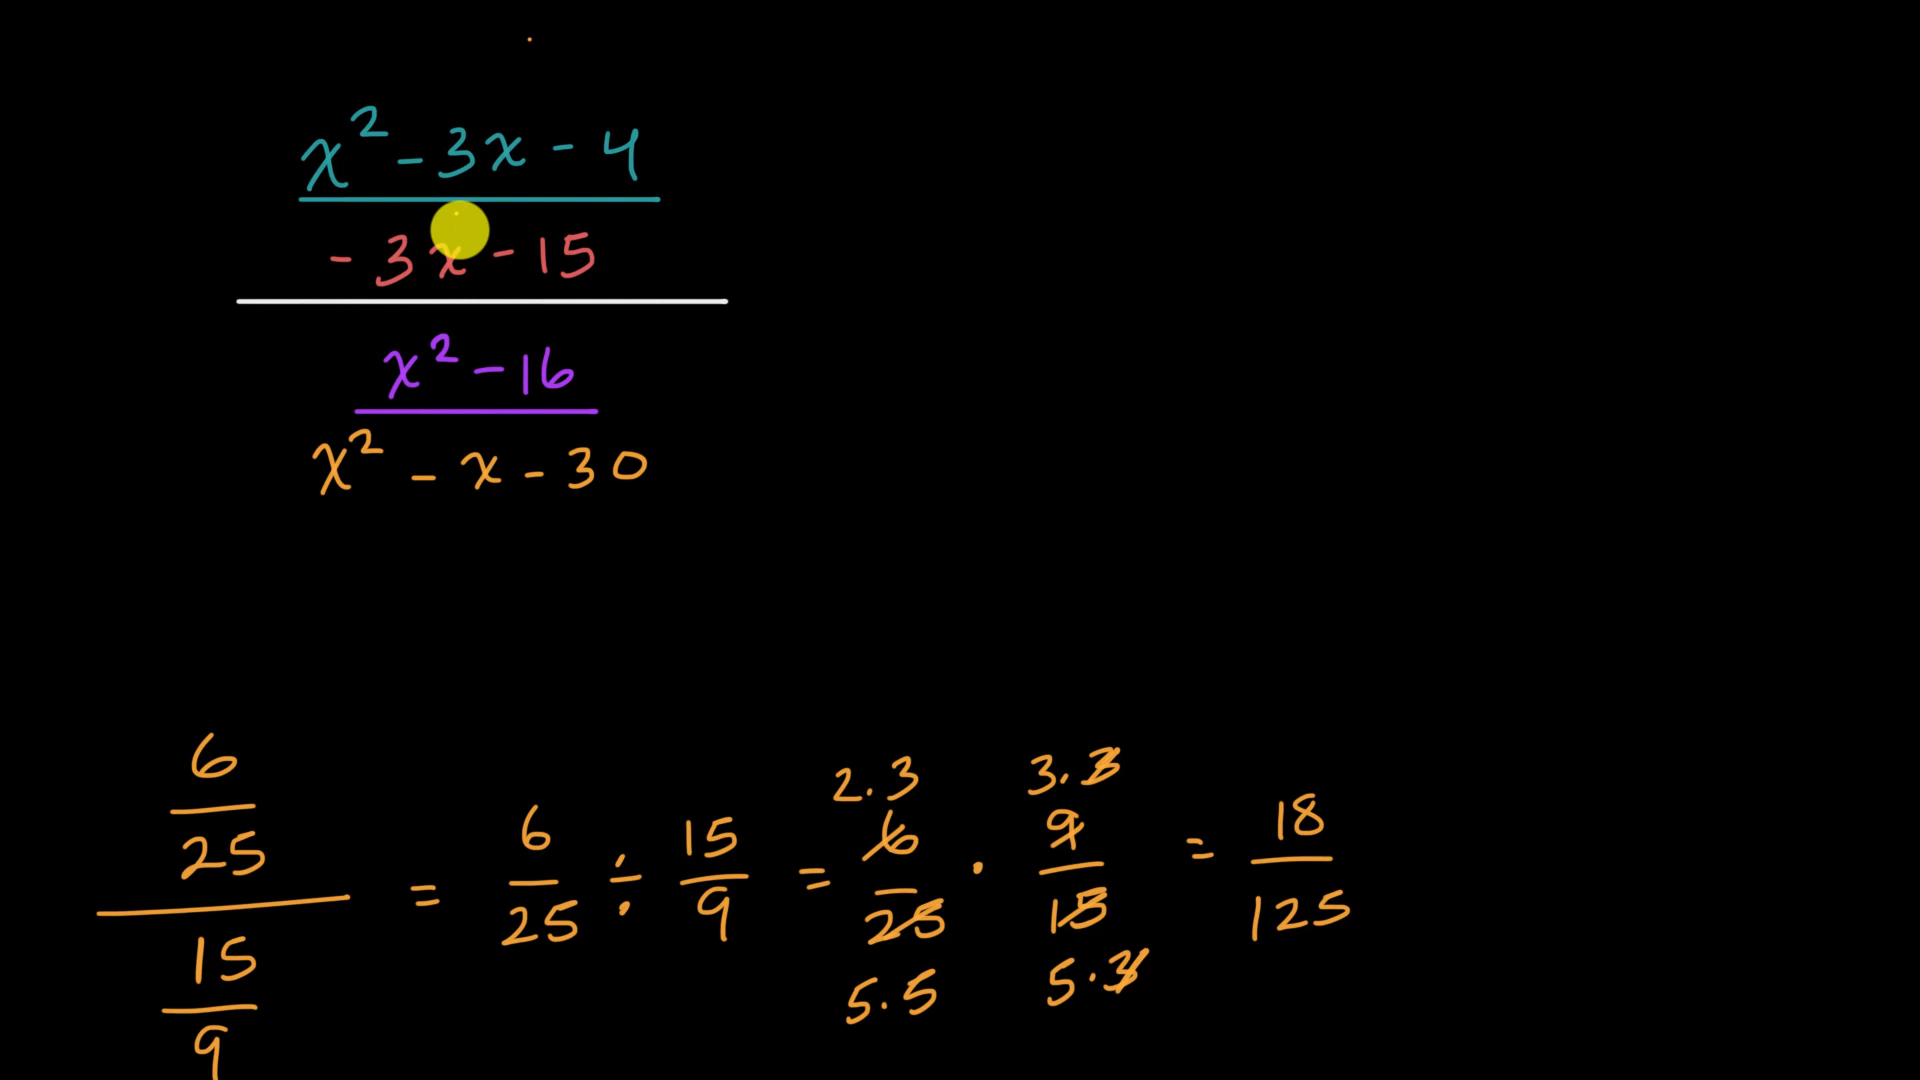 x² - 3x - 4
- 3x - 15
x² - 16
x² - x - 30
2 · 3 3 · 3
6/25 / 15/9 = 6/25 ÷ 15/9 = 6/25 · 9/15 = 18/125
5 · 5 5 · 3